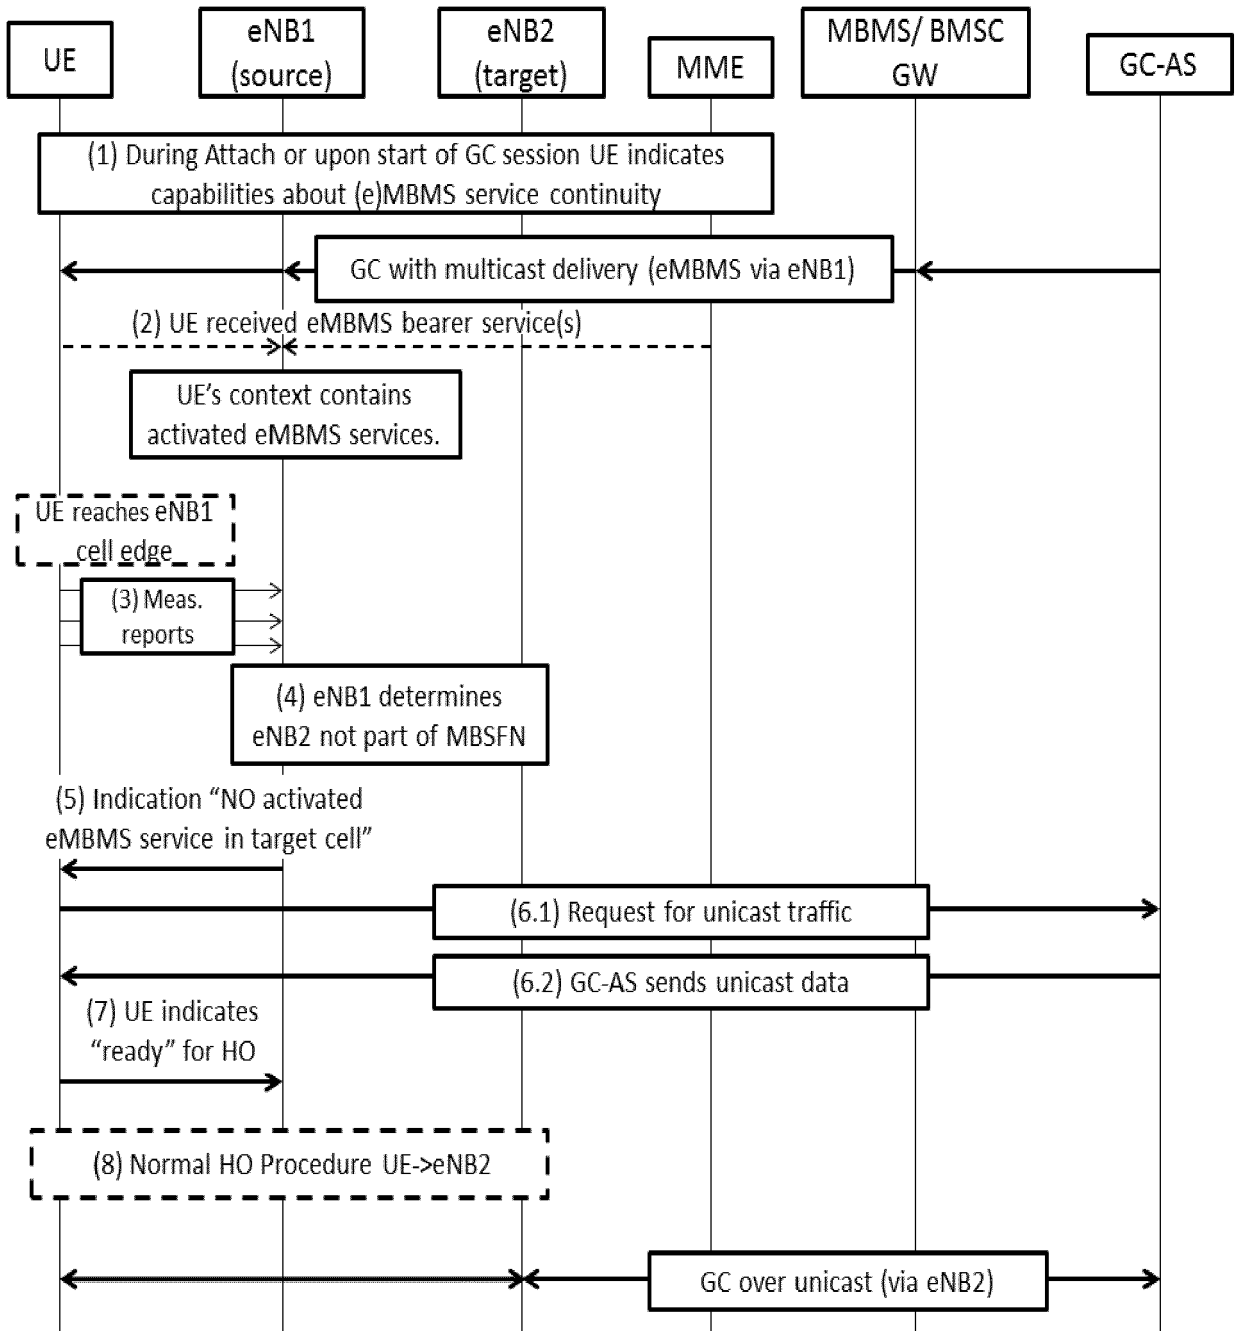 UE
eNB1
(source)
eNB2
(target)
MME
MBMS/ BMSC
GW
GC-AS
(1) During Attach or upon start of GC session UE indicates
capabilities about (e)MBMS service continuity
GC with multicast delivery (eMBMS via eNB1)
(2) UE received eMBMS bearer service(s)
UE's context contains
activated eMBMS services.
UE reaches eNB1
cell edge
(3) Meas.
reports
(4) eNB1 determines
eNB2 not part of MBSFN
(5) Indication “NO activated
eMBMS service in target cell”
(6.1) Request for unicast traffic
(6.2) GC-AS sends unicast data
(7) UE indicates
“ready” for HO
(8) Normal HO Procedure UE->eNB2
GC over unicast (via eNB2)